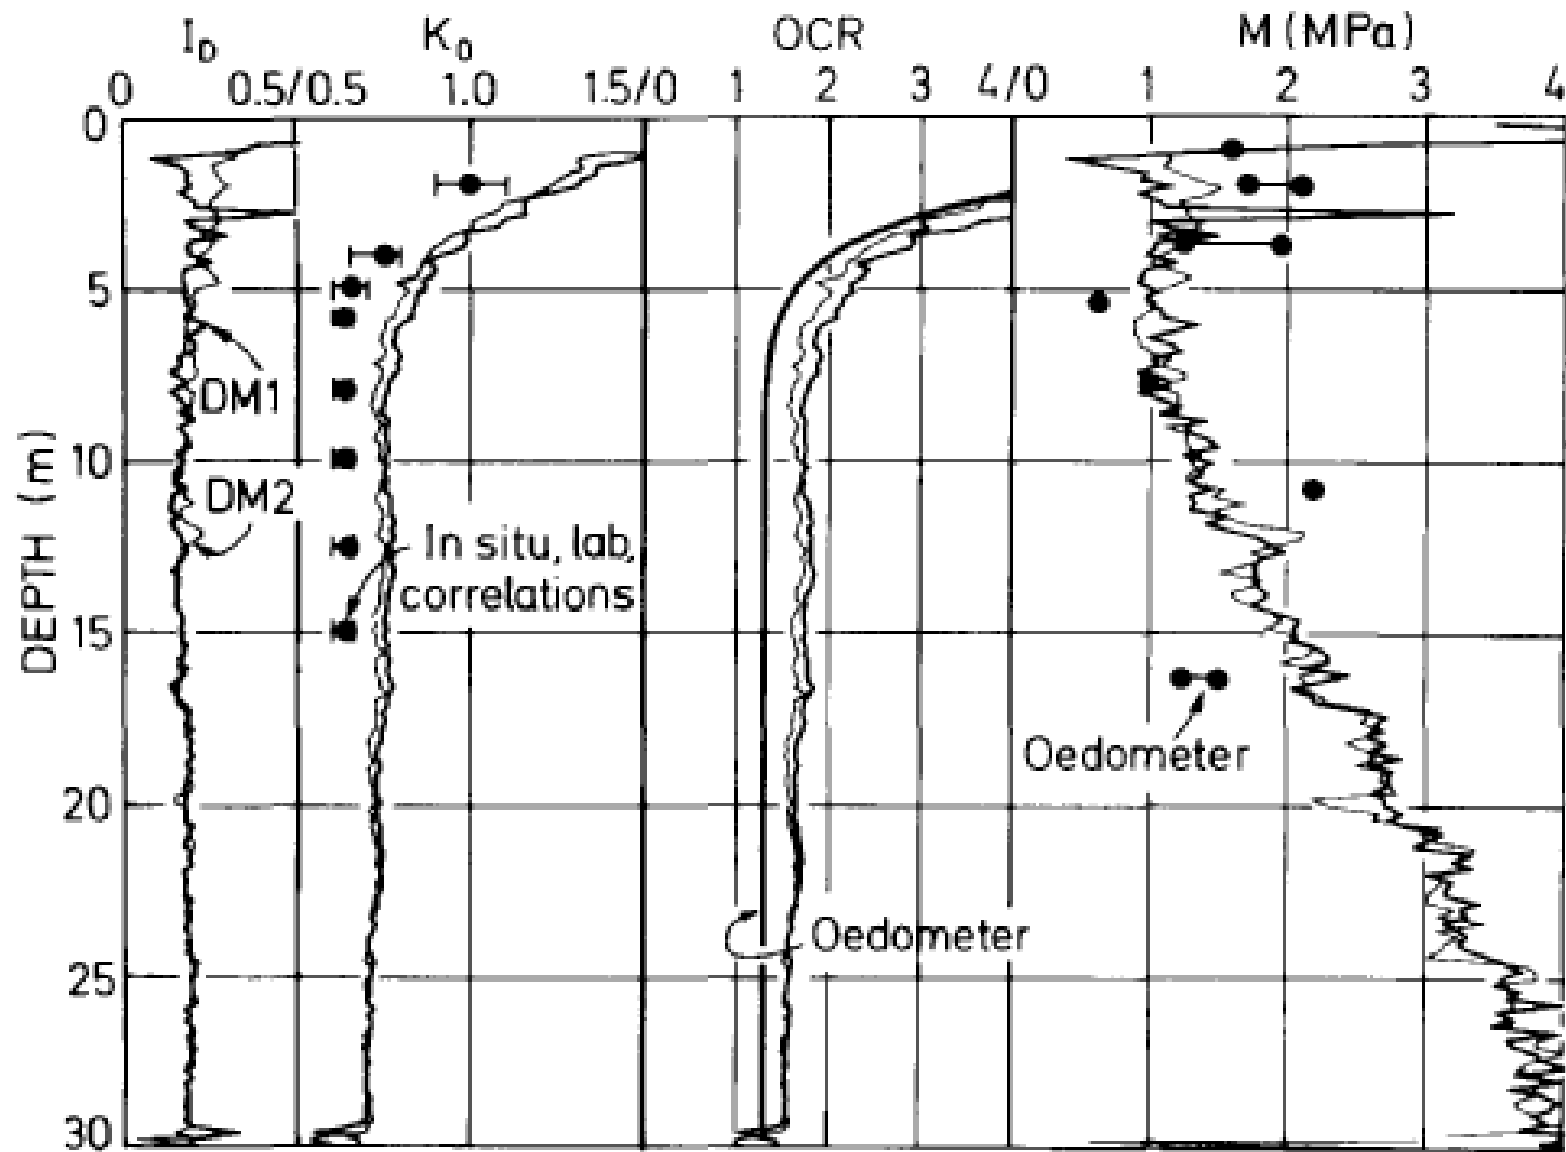 I_D K_0 OCR M (MPa)
0 0.5/0.5 1.0 1.5/0 1 2 3 4/0 1 2 3 4
0
5
DM1
10
DM2
In situ, lab,
correlations
15
Oedometer
20
Oedometer
25
30
DEPTH (m)